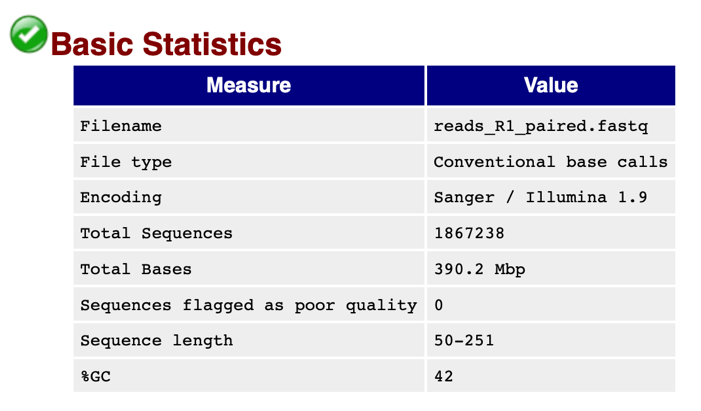 Basic Statistics
Measure Value
Filename reads_R1_paired.fastq
File type Conventional base calls
Encoding Sanger / Illumina 1.9
Total Sequences 1867238
Total Bases 390.2 Mbp
Sequences flagged as poor quality 0
Sequence length 50-251
%GC 42